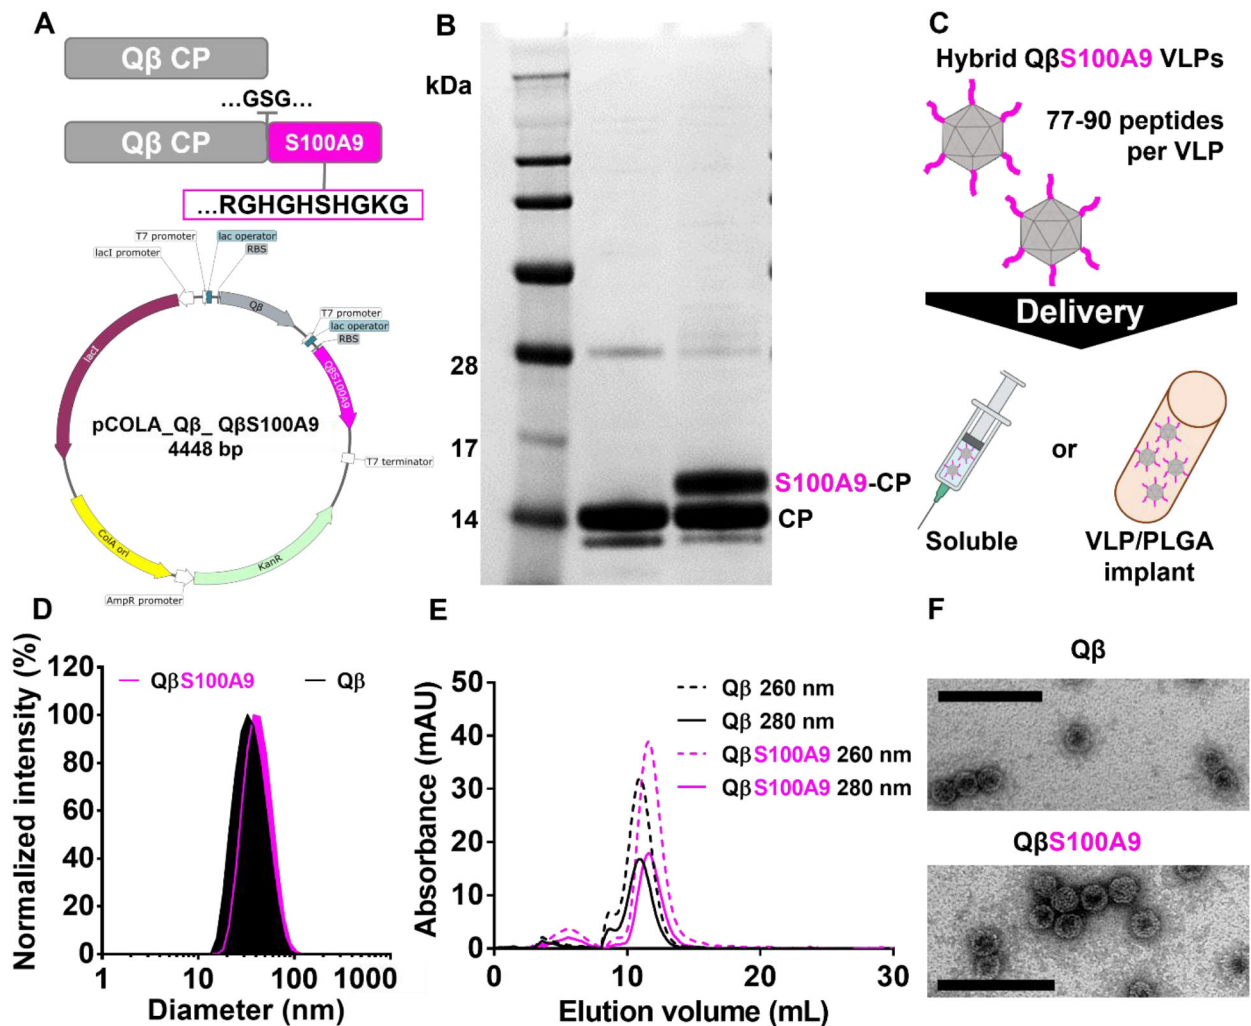 A
Qβ CP
...GSG...
Qβ CP
S100A9
...RGHGHSHGKG
T7 promoter
lac operator
lacI promoter
RBS
Qβ
T7 promoter
lac operator
RBS
QβS100A9
lacI
pCOLA_Qβ_ QβS100A9
4448 bp
T7 terminator
ColA ori
KanR
AmpR promoter
B
kDa
28
17
14
S100A9-CP
CP
C
Hybrid QβS100A9 VLPs
77-90 peptides
per VLP
Delivery
or
Soluble
VLP/PLGA
implant
D
Normalized intensity (%)
120
100
80
60
40
20
0
QβS100A9
Qβ
1
10
100
1000
Diameter (nm)
E
Absorbance (mAU)
50
40
30
20
10
0
Qβ 260 nm
Qβ 280 nm
QβS100A9 260 nm
QβS100A9 280 nm
0
10
20
30
Elution volume (mL)
F
Qβ
QβS100A9